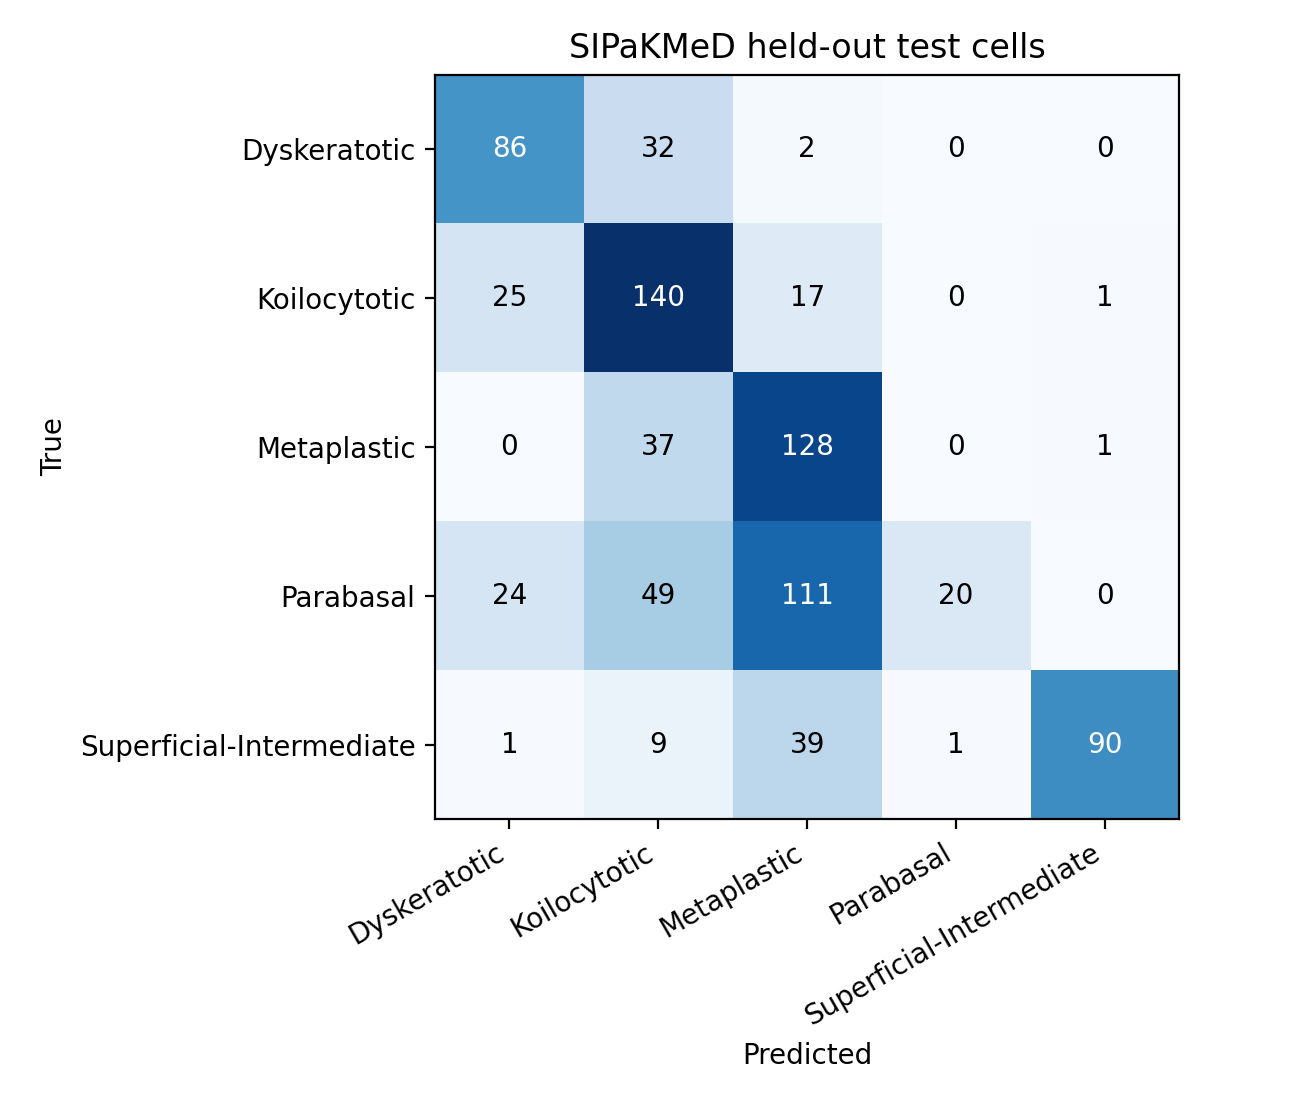 SIPaKMeD held-out test cells
True
Dyskeratotic 86 32 2 0 0
Koilocytotic 25 140 17 0 1
Metaplastic 0 37 128 0 1
Parabasal 24 49 111 20 0
Superficial-Intermediate 1 9 39 1 90
Dyskeratotic
Koilocytotic
Metaplastic
Parabasal
Superficial-Intermediate
Predicted